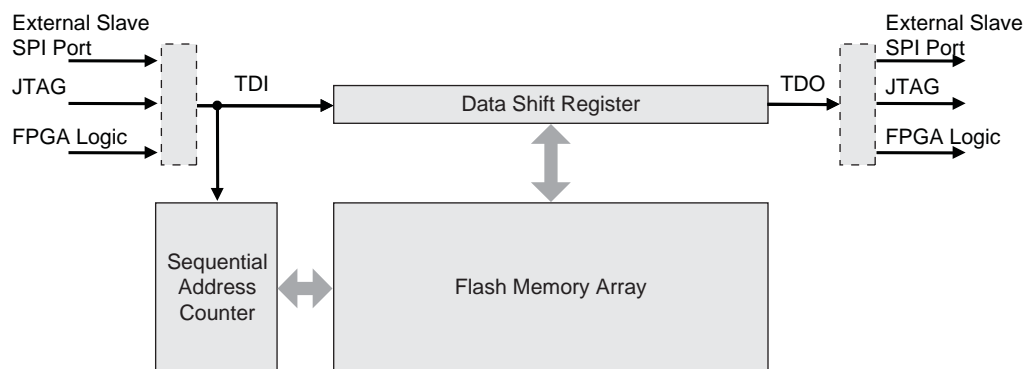 External Slave
SPI Port
JTAG
FPGA Logic
TDI
Data Shift Register
TDO
External Slave
SPI Port
JTAG
FPGA Logic
Sequential
Address
Counter
Flash Memory Array